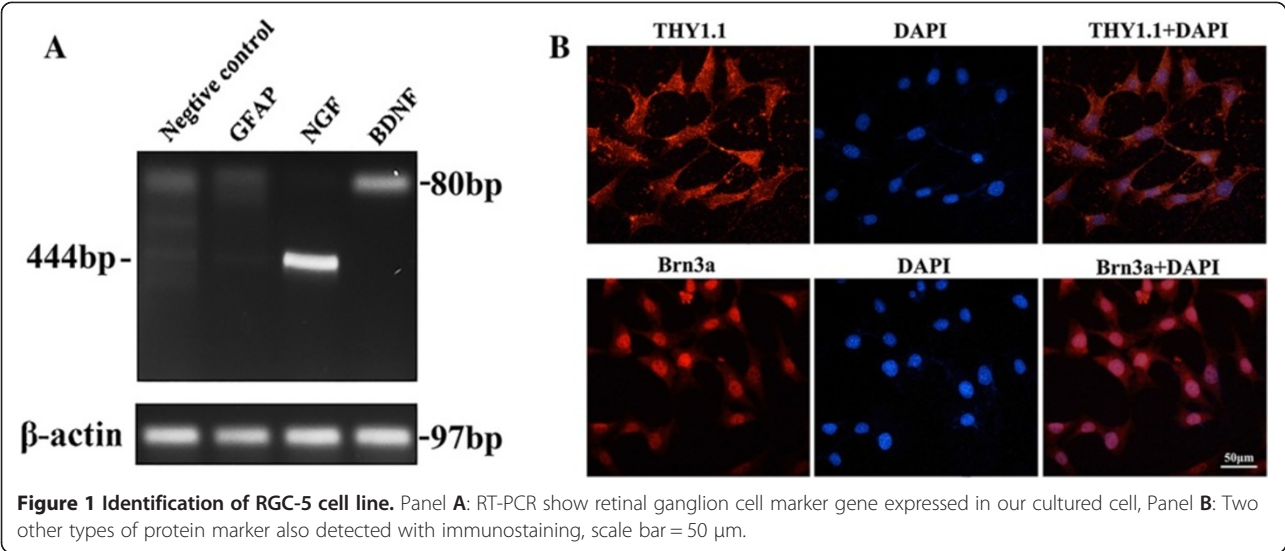 A
Negtive control
GFAP
NGF
BDNF
-80bp
444bp-
β-actin
-97bp
B
THY1.1
DAPI
THY1.1+DAPI
Brn3a
DAPI
Brn3a+DAPI
50μm
Figure 1 Identification of RGC-5 cell line. Panel A: RT-PCR show retinal ganglion cell marker gene expressed in our cultured cell, Panel B: Two
other types of protein marker also detected with immunostaining, scale bar = 50 μm.